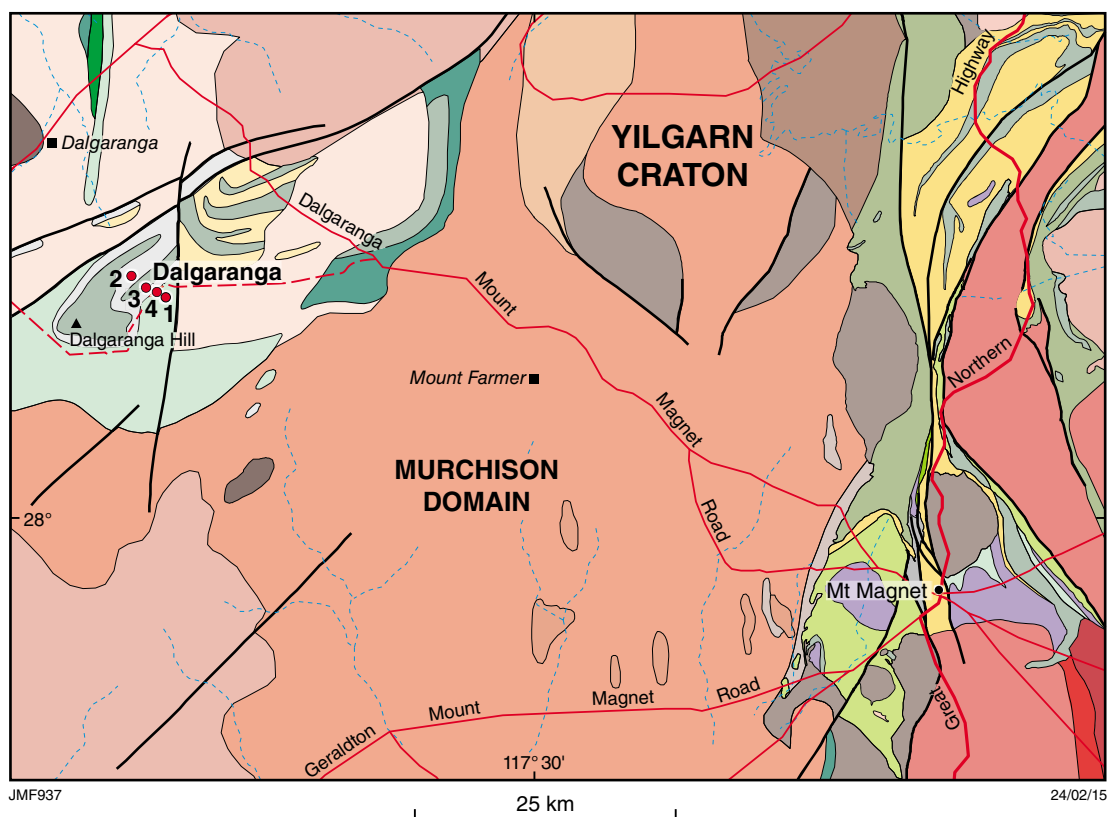 Highway
YILGARN
CRATON
Dalgaranga
Dalgaranga
Dalgaranga
2
3
4
1
Mount
Dalgaranga Hill
Northern
Mount Farmer
Magnet
MURCHISON
DOMAIN
Road
28°
Mt Magnet
Great
Geraldton
Mount
Magnet
Road
117° 30'
JMF937
25 km
24/02/15